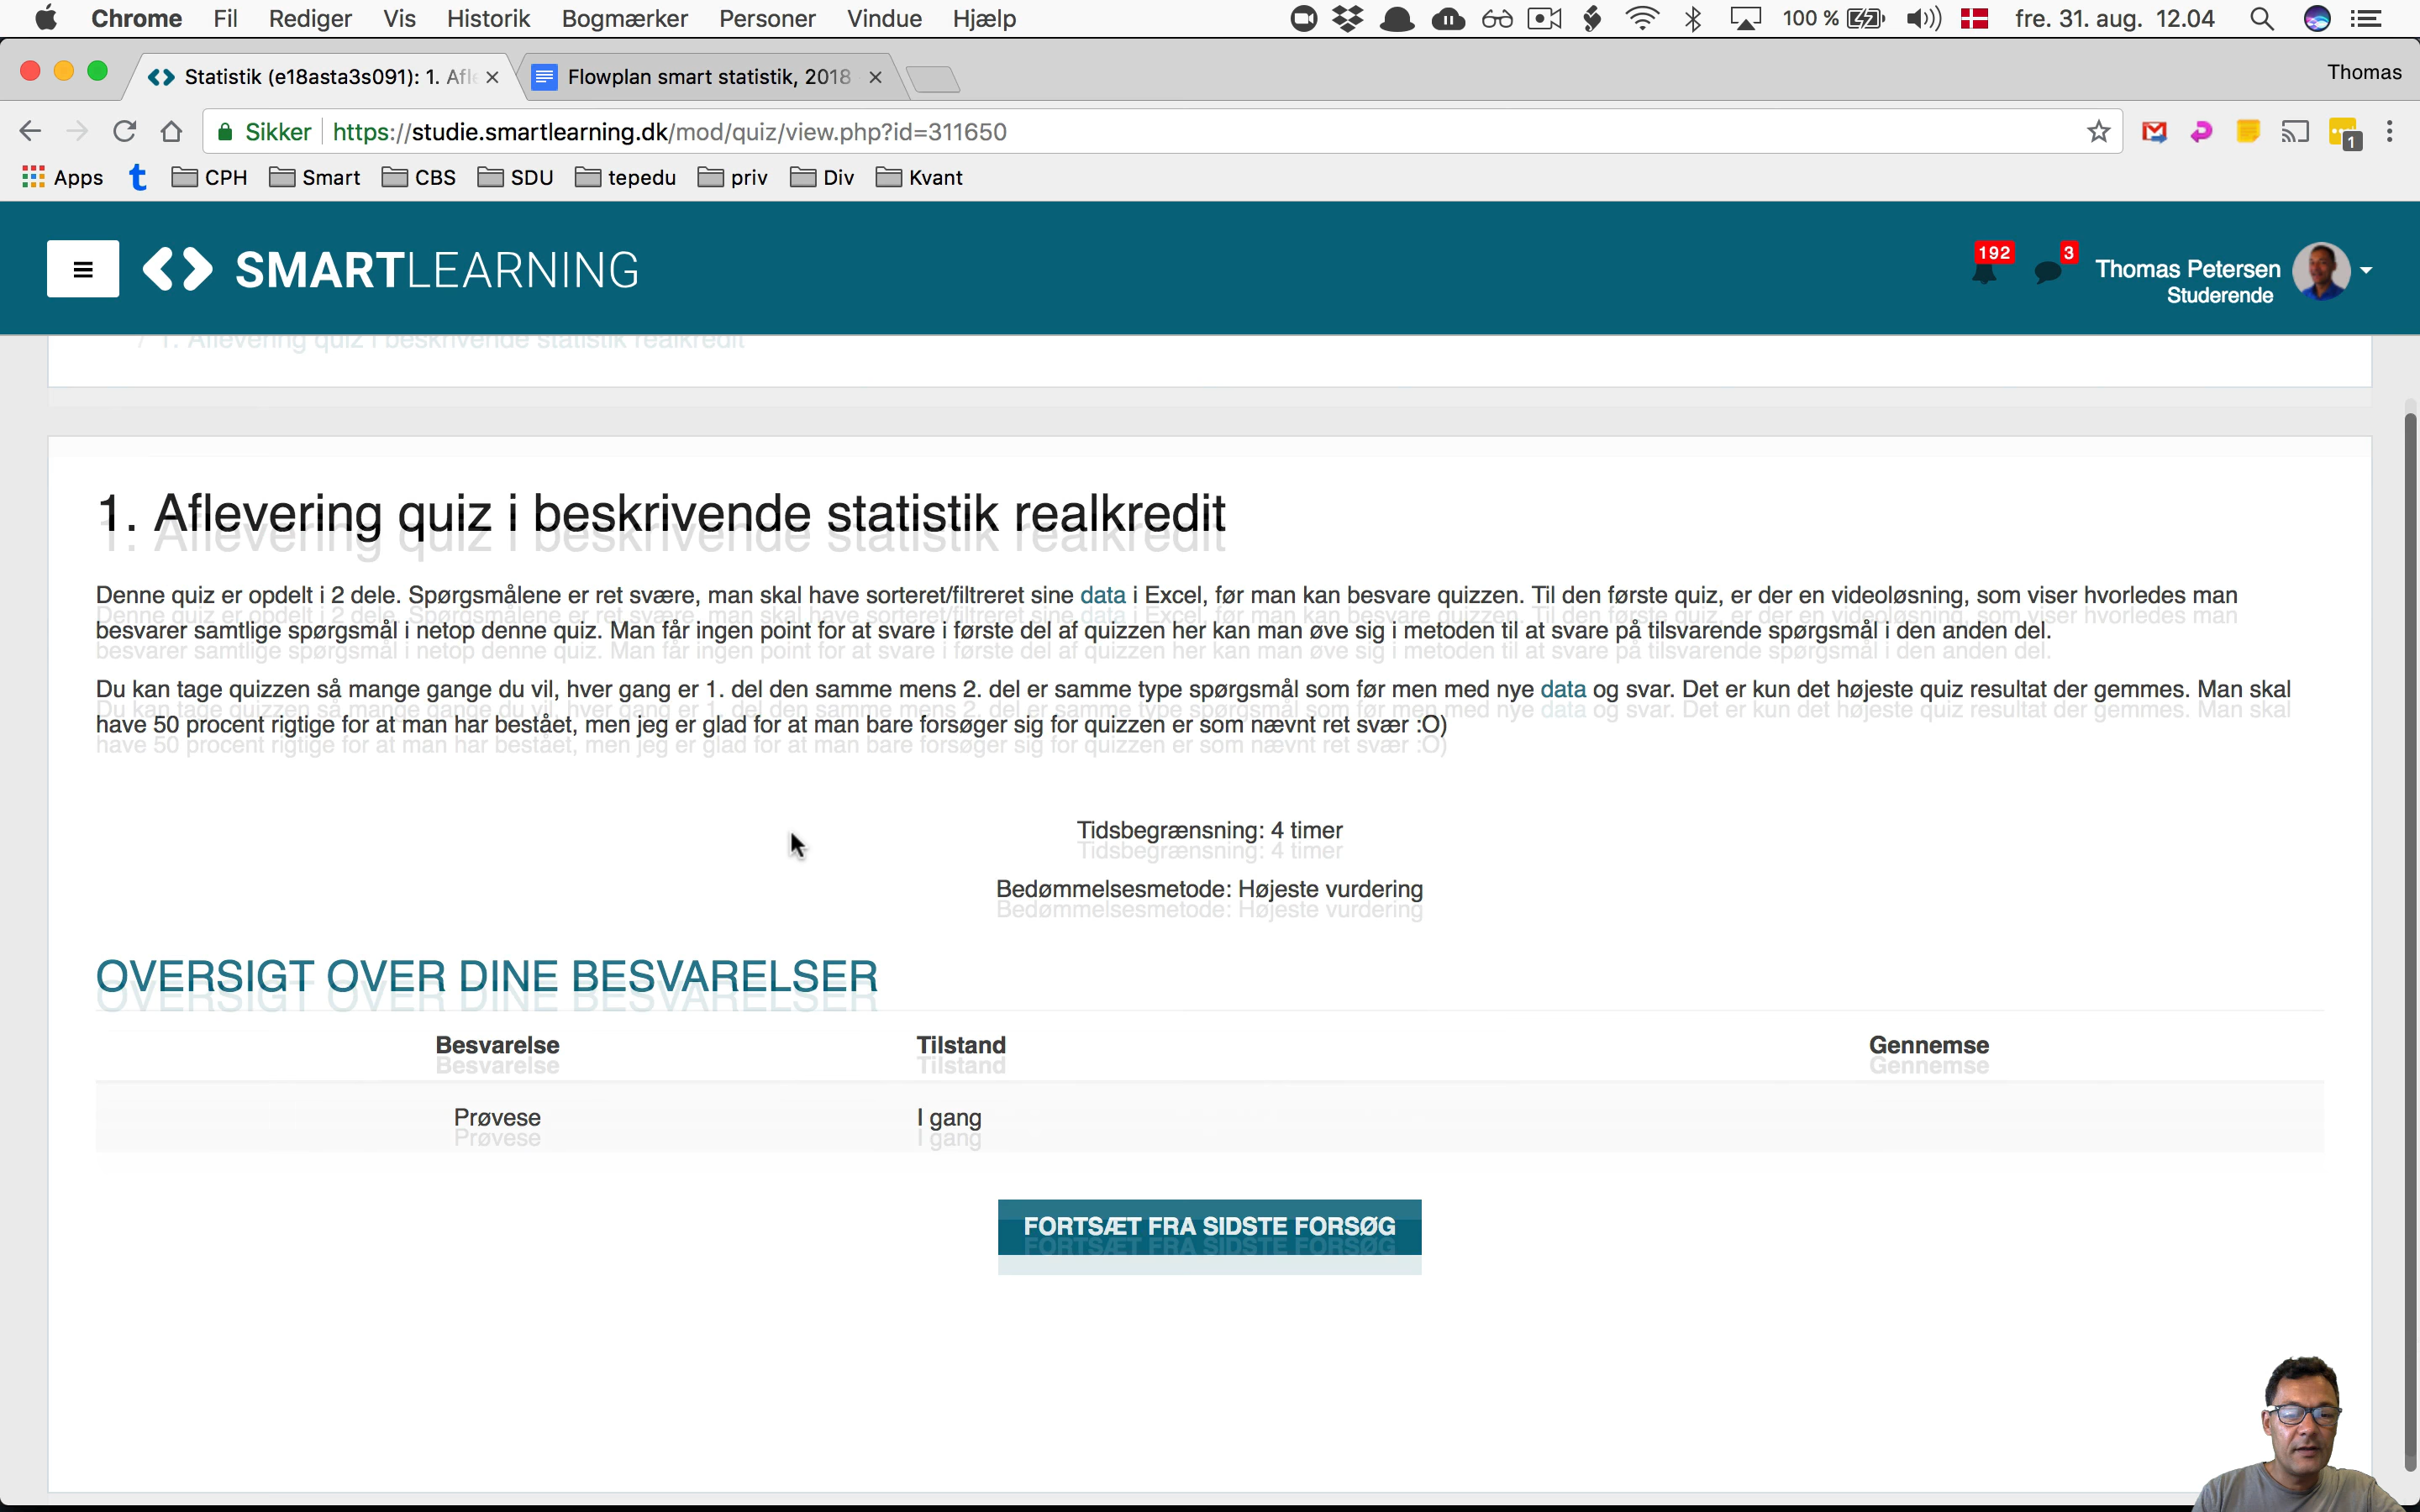 Chrome Fil Rediger Vis Historik Bogmærker Personer Vindue Hjælp 100 % fre. 31. aug. 12.04
Statistik (e18asta3s091): 1. Afle Flowplan smart statistik, 2018 Thomas
Sikker https://studie.smartlearning.dk/mod/quiz/view.php?id=311650 1
Apps t CPH Smart CBS SDU tepedu priv Div Kvant
SMARTLEARNING 192 3 Thomas Petersen
Studerende
/ 1. Aflevering quiz i beskrivende statistik realkredit
1. Aflevering quiz i beskrivende statistik realkredit
Denne quiz er opdelt i 2 dele. Spørgsmålene er ret svære, man skal have sorteret/filtreret sine data i Excel, før man kan besvare quizzen. Til den første quiz, er der en videoløsning, som viser hvorledes man
besvarer samtlige spørgsmål i netop denne quiz. Man får ingen point for at svare i første del af quizzen her kan man øve sig i metoden til at svare på tilsvarende spørgsmål i den anden del.
Du kan tage quizzen så mange gange du vil, hver gang er 1. del den samme mens 2. del er samme type spørgsmål som før men med nye data og svar. Det er kun det højeste quiz resultat der gemmes. Man skal
have 50 procent rigtige for at man har bestået, men jeg er glad for at man bare forsøger sig for quizzen er som nævnt ret svær :O)
Tidsbegrænsning: 4 timer
Bedømmelsesmetode: Højeste vurdering
OVERSIGT OVER DINE BESVARELSER
Besvarelse Tilstand Gennemse
Prøvese I gang
FORTSÆT FRA SIDSTE FORSØG